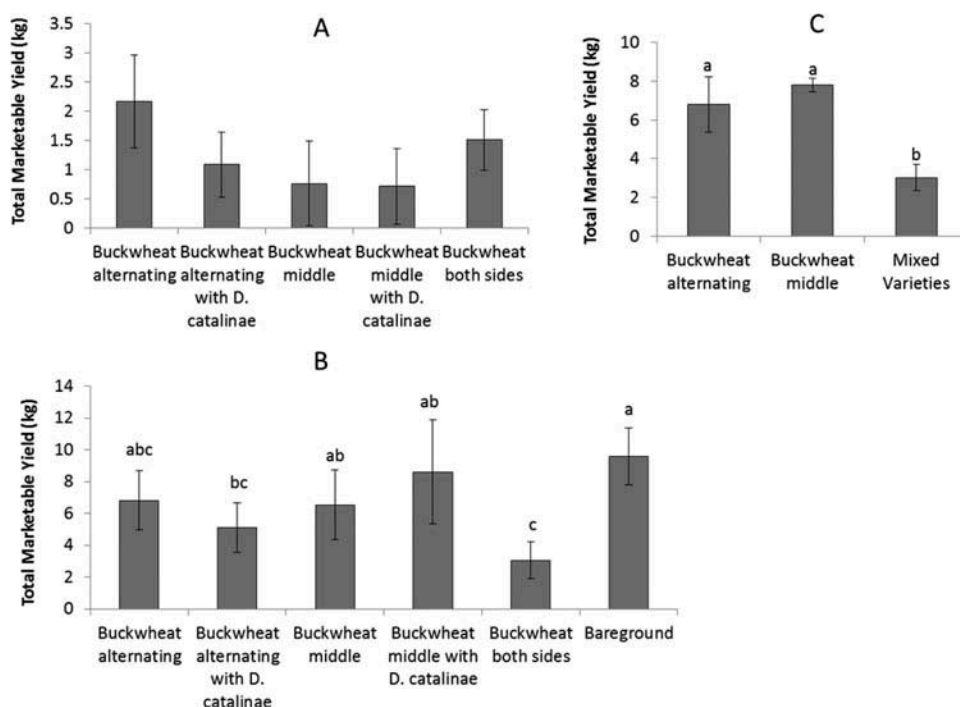 A
Total Marketable Yield (kg)
3.5
3
2.5
2
1.5
1
0.5
0
Buckwheat alternating
Buckwheat alternating with D. catalinae
Buckwheat middle
Buckwheat middle with D. catalinae
Buckwheat both sides
C
Total Marketable Yield (kg)
10
8
6
4
2
0
a
a
b
Buckwheat alternating
Buckwheat middle
Mixed Varieties
B
Total Marketable Yield (kg)
14
12
10
8
6
4
2
0
abc
bc
ab
ab
c
a
Buckwheat alternating
Buckwheat alternating with D. catalinae
Buckwheat middle
Buckwheat middle with D. catalinae
Buckwheat both sides
Bareground